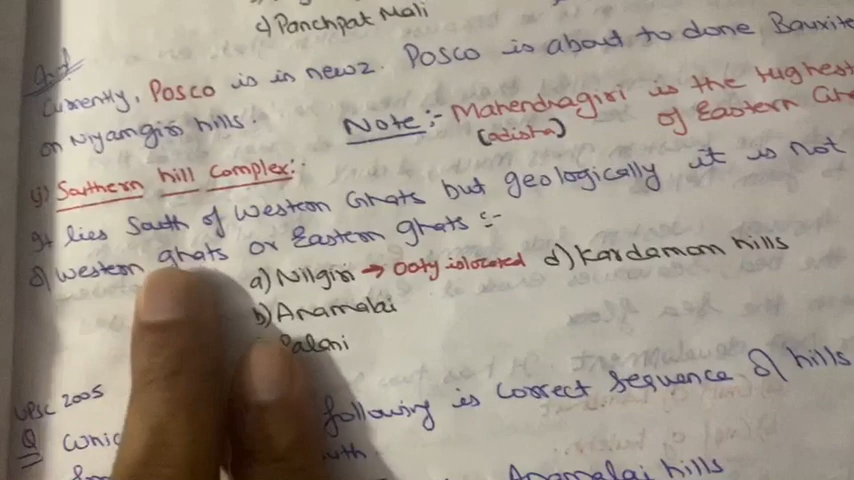 c) Panchpat Mali
Currently, Posco is in newz. Posco is about to done Bauxite
on Niyamgiri hills.
Note:- Mahendragiri is the highest
(odisha) of Eastern Gha
Southern hill Complex:-
It lies South of Western Ghats but geologically it is not
of Western ghats or Eastern ghats :-
a) Nilgiri → Ooty is located d) Kardamom hills
b) Anamalai
Palani
UPSC 2005
Q Whic following is correct sequence of hills
Anamalai hills